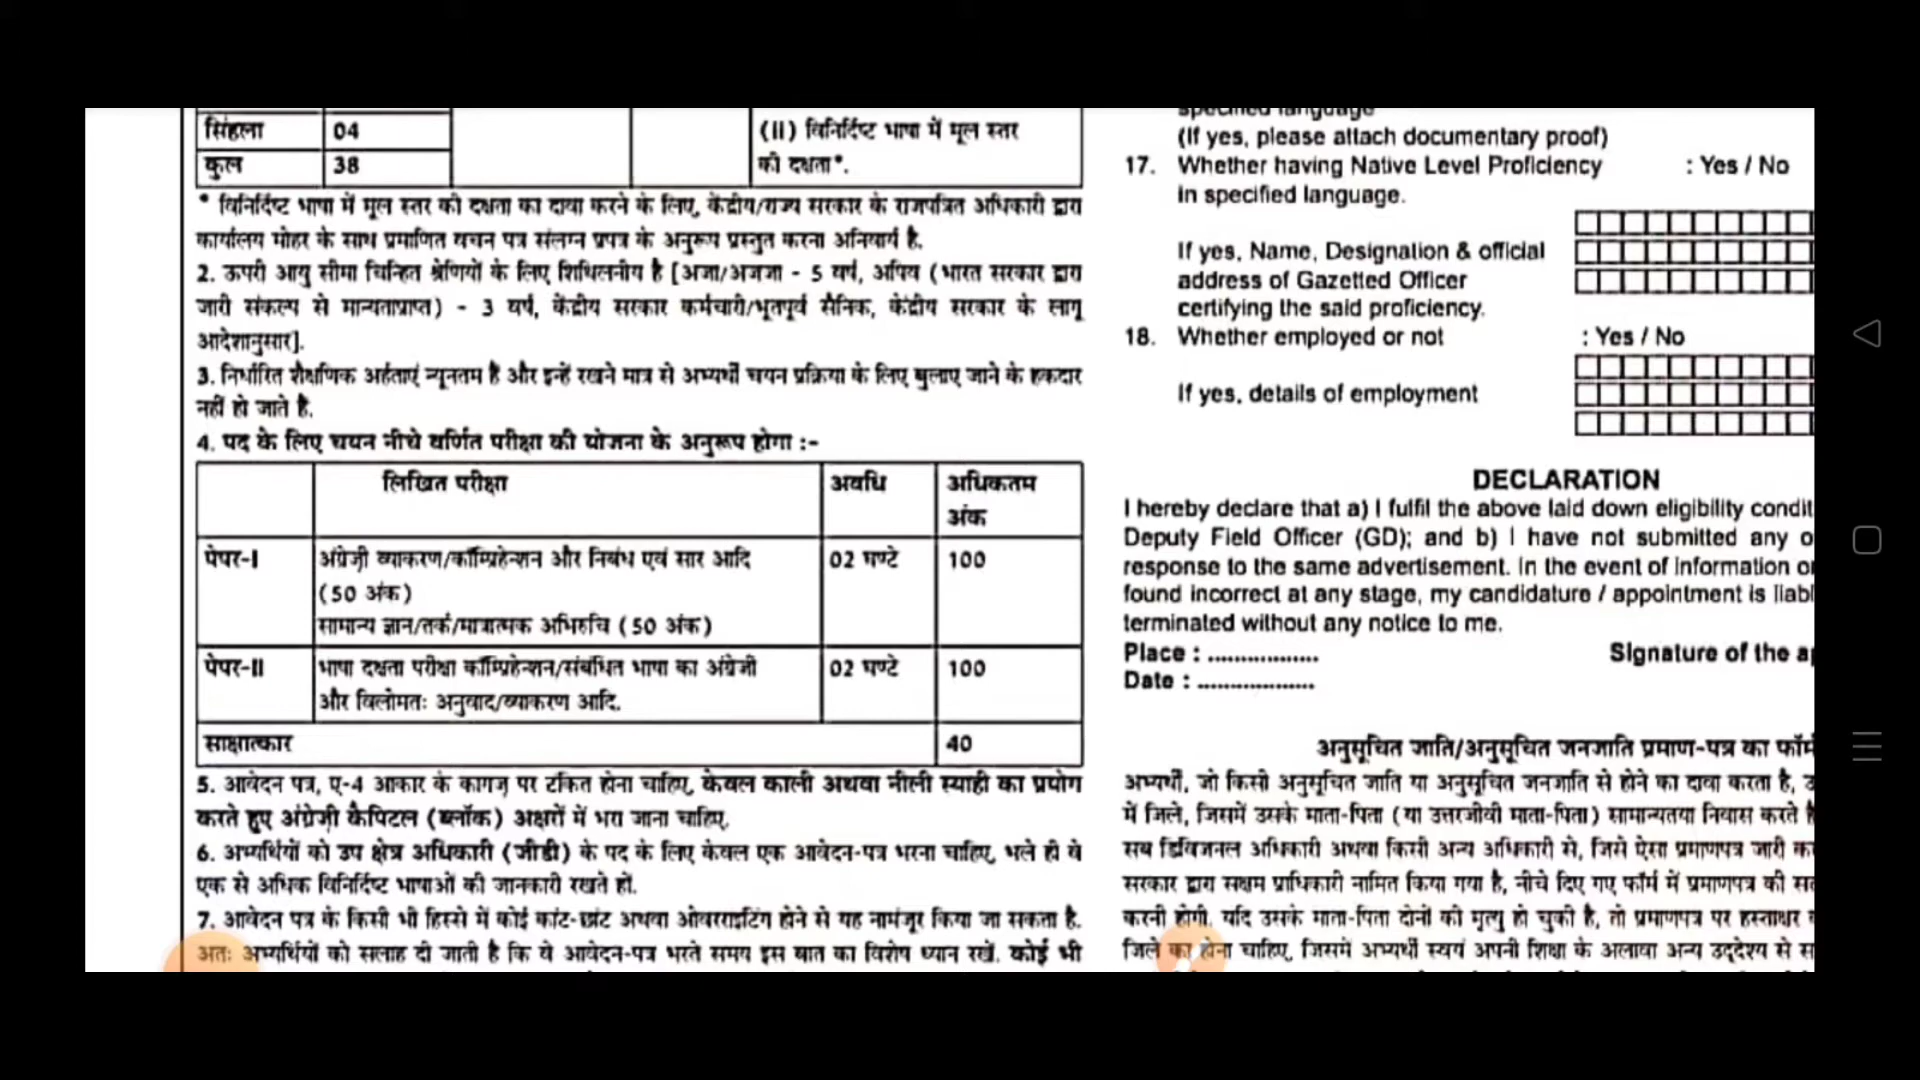 सिंहला 04
(II) विनिर्दिष्ट भाषा में मूल स्तर
कुल 38
की दक्षता*.
* विनिर्दिष्ट भाषा में मूल स्तर की दक्षता का दावा करने के लिए, केंद्रीय/राज्य सरकार के राजपत्रित अधिकारी द्वारा
कार्यालय मोहर के साथ प्रमाणित वचन पत्र संलग्न प्रपत्र के अनुरूप प्रस्तुत करना अनिवार्य है.
2. ऊपरी आयु सीमा चिन्हित श्रेणियों के लिए शिथिलनीय है [अजा/अजजा - 5 वर्ष, अपिव (भारत सरकार द्वारा
जारी संकल्प से मान्यताप्राप्त) - 3 वर्ष, केंद्रीय सरकार कर्मचारी/भूतपूर्व सैनिक, केंद्रीय सरकार के लागू
आदेशानुसार].
3. निर्धारित शैक्षणिक अर्हताएं न्यूनतम हैं और इन्हें रखने मात्र से अभ्यर्थी चयन प्रक्रिया के लिए बुलाए जाने के हकदार
नहीं हो जाते है.
4. पद के लिए चयन नीचे वर्णित परीक्षा की योजना के अनुरूप होगा :-
लिखित परीक्षा अवधि अधिकतम
अंक
पेपर-I अंग्रेज़ी व्याकरण/कॉम्प्रिहेन्शन और निबंध एवं सार आदि 02 घण्टे 100
(50 अंक)
सामान्य ज्ञान/तर्क/मात्रात्मक अभिरुचि (50 अंक)
पेपर-II भाषा दक्षता परीक्षा कॉम्प्रिहेन्शन/संबंधित भाषा का अंग्रेजी 02 घण्टे 100
और विलोमतः अनुवाद/व्याकरण आदि.
साक्षात्कार 40
5. आवेदन पत्र, ए-4 आकार के कागज़ पर टंकित होना चाहिए, केवल काली अथवा नीली स्याही का प्रयोग
करते हुए अंग्रेज़ी कैपिटल (ब्लॉक) अक्षरों में भरा जाना चाहिए.
6. अभ्यर्थियों को उप क्षेत्र अधिकारी (जीडी) के पद के लिए केवल एक आवेदन-पत्र भरना चाहिए, भले ही वे
एक से अधिक विनिर्दिष्ट भाषाओं की जानकारी रखते हों.
7. आवेदन पत्र के किसी भी हिस्से में कोई कांट-छांट अथवा ओवरराइटिंग होने से यह नामंजूर किया जा सकता है.
अतः अभ्यर्थियों को सलाह दी जाती है कि वे आवेदन-पत्र भरते समय इस बात का विशेष ध्यान रखें. कोई भी
specified language
(If yes, please attach documentary proof)
17. Whether having Native Level Proficiency : Yes / No
in specified language.
If yes, Name, Designation & official
address of Gazetted Officer
certifying the said proficiency.
18. Whether employed or not : Yes / No
If yes, details of employment
DECLARATION
I hereby declare that a) I fulfil the above laid down eligibility condit
Deputy Field Officer (GD); and b) I have not submitted any o
response to the same advertisement. In the event of information o
found incorrect at any stage, my candidature / appointment is liabl
terminated without any notice to me.
Place : .................. Signature of the ap
Date : ...................
अनुसूचित जाति/अनुसूचित जनजाति प्रमाण-पत्र का फॉर्म
अभ्यर्थी, जो किसी अनुसूचित जाति या अनुसूचित जनजाति से होने का दावा करता है,
में जिले, जिसमें उसके माता-पिता (या उत्तरजीवी माता-पिता) सामान्यतया निवास करते
सब डिविजनल अधिकारी अथवा किसी अन्य अधिकारी से, जिसे ऐसा प्रमाणपत्र जारी
सरकार द्वारा सक्षम प्राधिकारी नामित किया गया है, नीचे दिए गए फॉर्म में प्रमाणपत्र की
करनी होगी. यदि उसके माता-पिता दोनों की मृत्यु हो चुकी है, तो प्रमाणपत्र पर हस्ताक्षर
जिले का होना चाहिए, जिसमें अभ्यर्थी स्वयं अपनी शिक्षा के अलावा अन्य उद्देश्य से